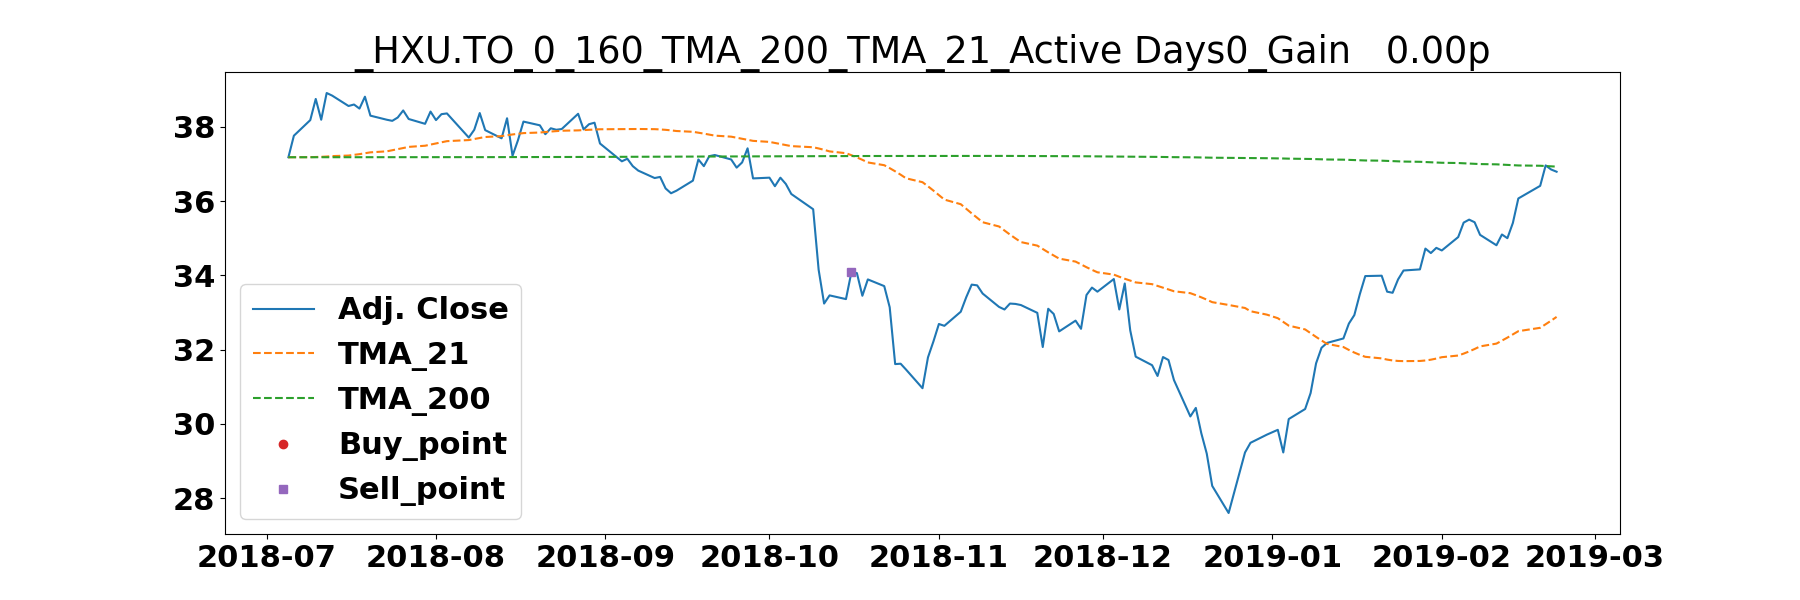 _HXU.TO_0_160_TMA_200_TMA_21_Active Days0_Gain   0.00p
38
36
34
32
30
28
Adj. Close
TMA_21
TMA_200
Buy_point
Sell_point
2018-07 2018-08 2018-09 2018-10 2018-11 2018-12 2019-01 2019-02 2019-03